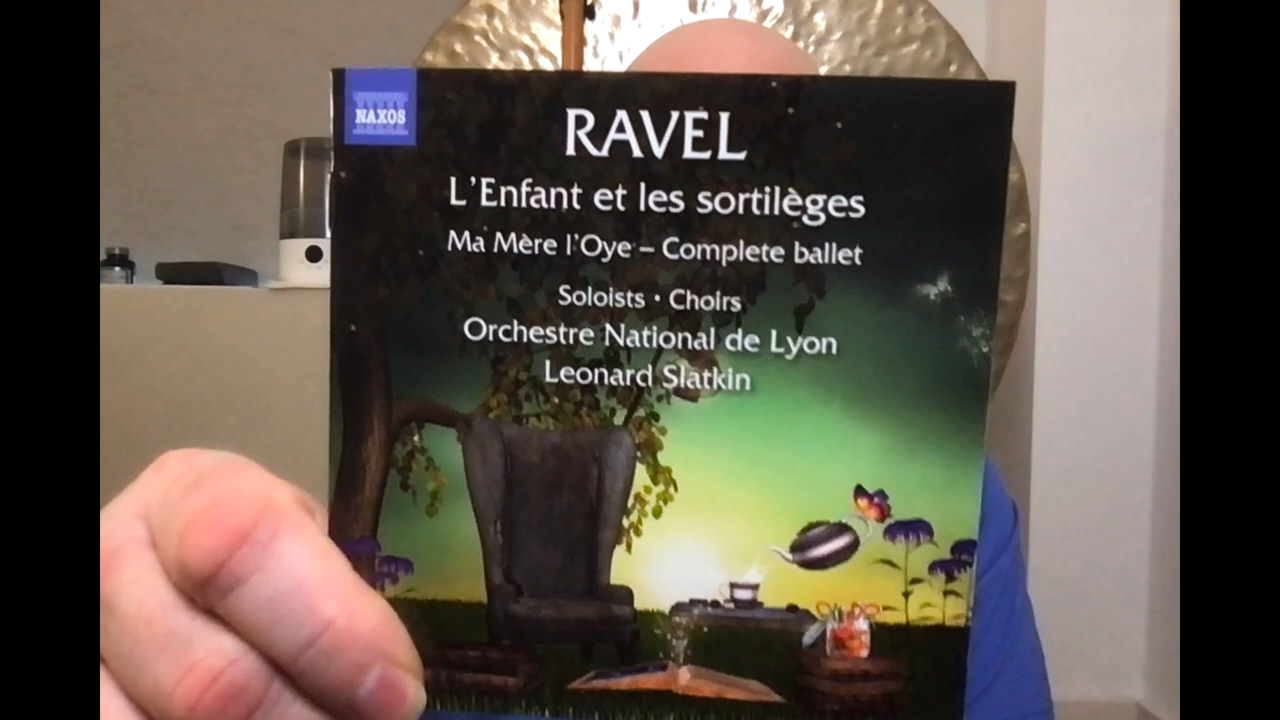 NAXOS
RAVEL
L'Enfant et les sortilèges
Ma Mère l'Oye – Complete ballet
Soloists • Choirs
Orchestre National de Lyon
Leonard Slatkin